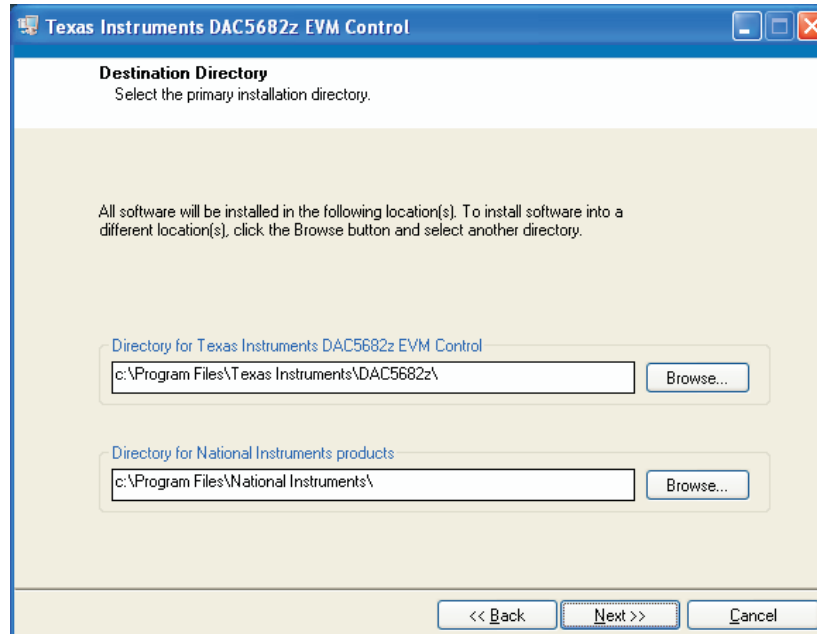 Texas Instruments DAC5682z EVM Control
Destination Directory
Select the primary installation directory.
All software will be installed in the following location(s). To install software into a
different location(s), click the Browse button and select another directory.
Directory for Texas Instruments DAC5682z EVM Control
c:\Program Files\Texas Instruments\DAC5682z\
Browse...
Directory for National Instruments products
c:\Program Files\National Instruments\
Browse...
<< Back
Next >>
Cancel